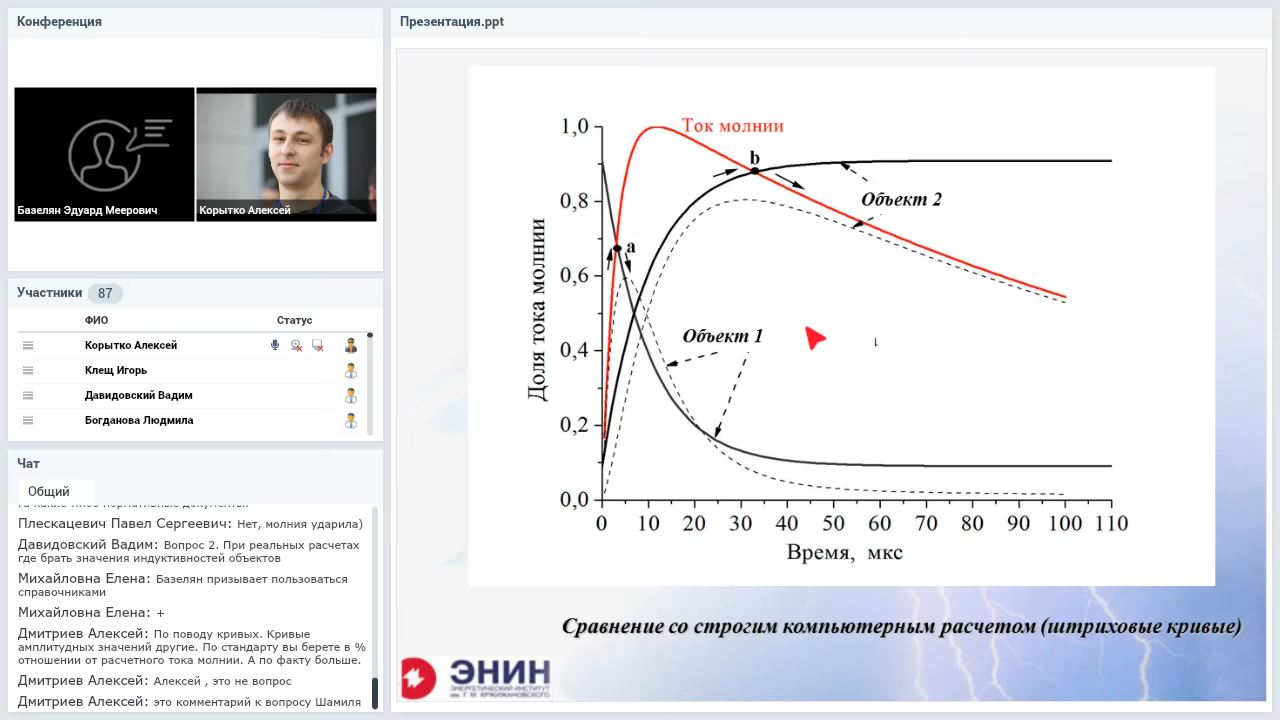 Конференция
Базелян Эдуард Меерович
Корытко Алексей
Участники 87
ФИО Статус
Корытко Алексей
Клещ Игорь
Давидовский Вадим
Богданова Людмила
Чат
Общий
Плескацевич Павел Сергеевич: Нет, молния ударила)
Давидовский Вадим: Вопрос 2. При реальных расчетах
где брать значения индуктивностей объектов
Михайловна Елена: Базелян призывает пользоваться
справочниками
Михайловна Елена: +
Дмитриев Алексей: По поводу кривых. Кривые
амплитудных значений другие. По стандарту вы берете в %
отношении от расчетного тока молнии. А по факту больше.
Дмитриев Алексей: Алексей , это не вопрос
Дмитриев Алексей: это комментарий к вопросу Шамиля
Презентация.ppt
Ток молнии
1,0
b
0,8
Объект 2
a
0,6
Объект 1
0,4
0,2
0,0
Доля тока молнии
0 10 20 30 40 50 60 70 80 90 100 110
Время, мкс
Сравнение со строгим компьютерным расчетом (штриховые кривые)
ЭНИН
ЭНЕРГЕТИЧЕСКИЙ ИНСТИТУТ
им. Г. М. КРЖИЖАНОВСКОГО